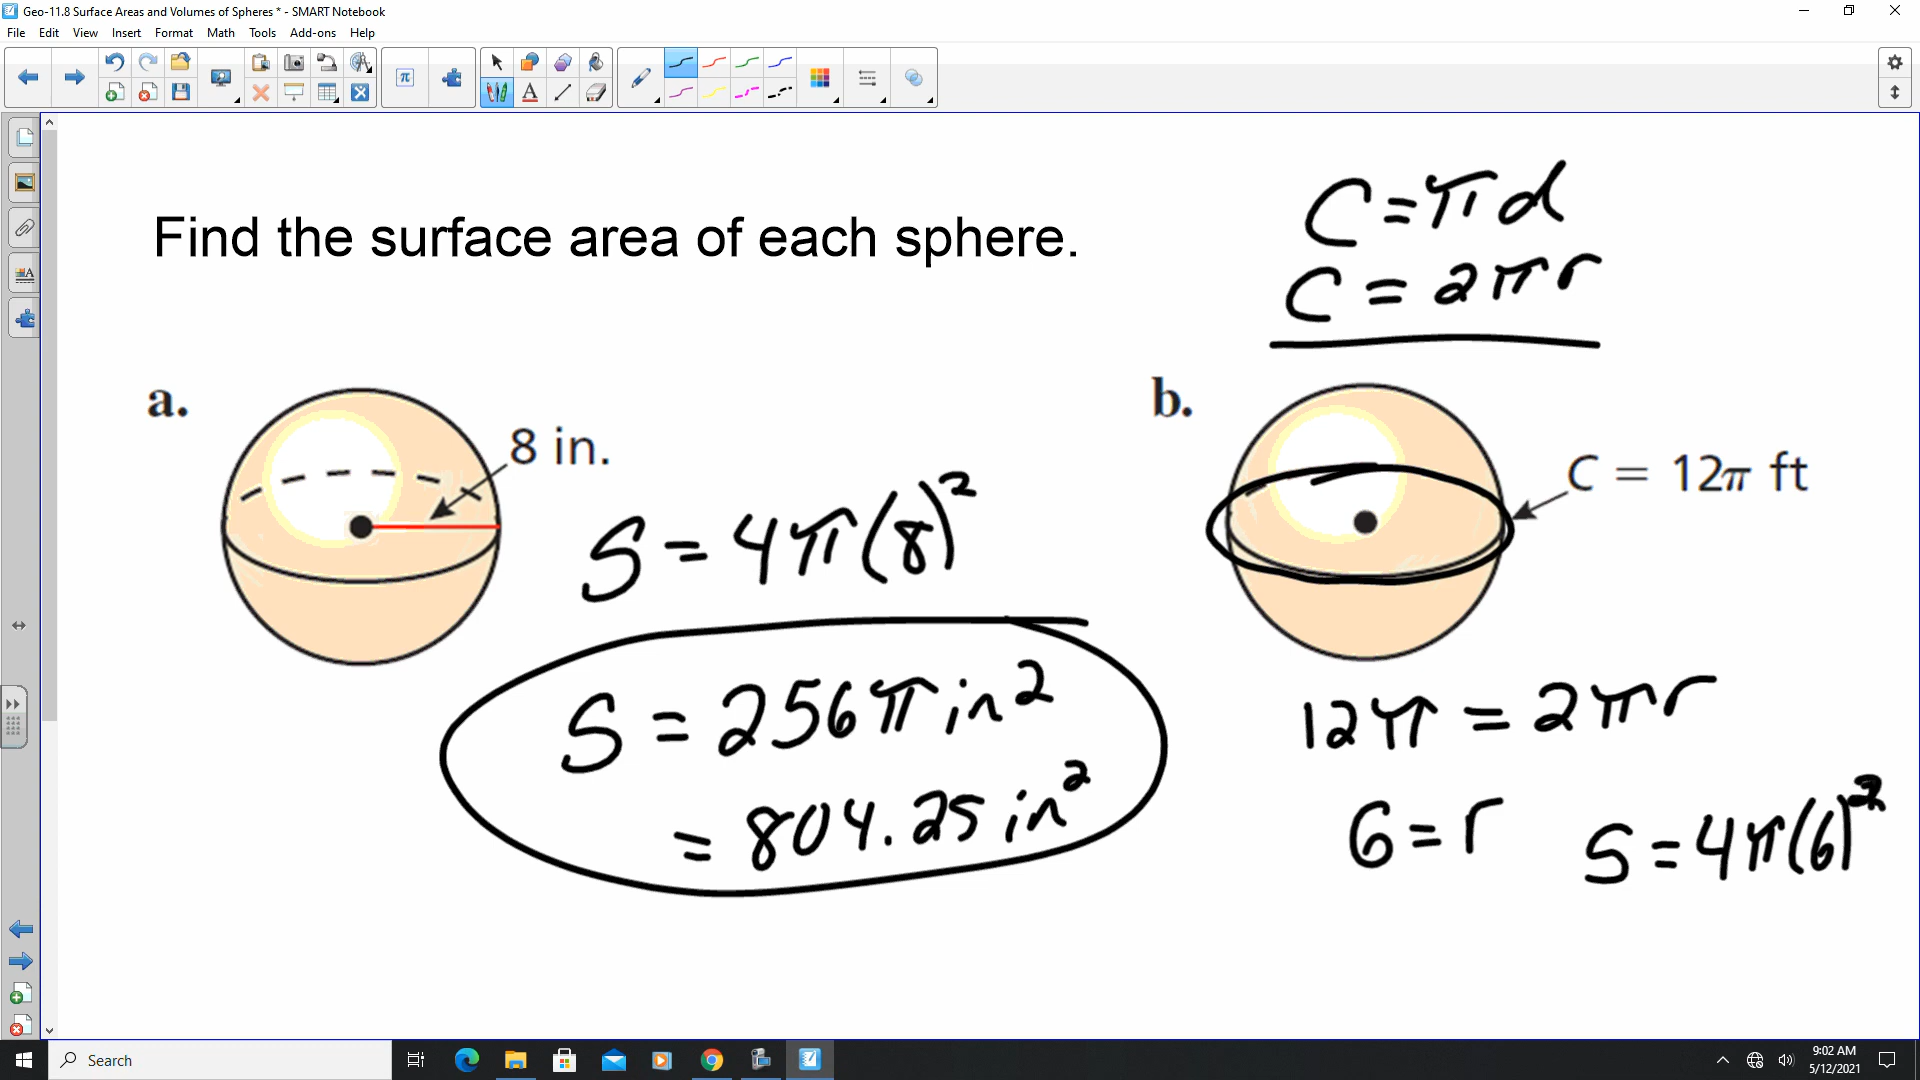 Geo-11.8 Surface Areas and Volumes of Spheres * - SMART Notebook
File Edit View Insert Format Math Tools Add-ons Help
C = πd
Find the surface area of each sphere.
C = 2πr
a.
8 in.
b.
C = 12π ft
S = 4π(8)²
S = 256π in²
= 804.25 in²
12π = 2πr
6 = r
S = 4π(6)²
Search
9:02 AM
5/12/2021